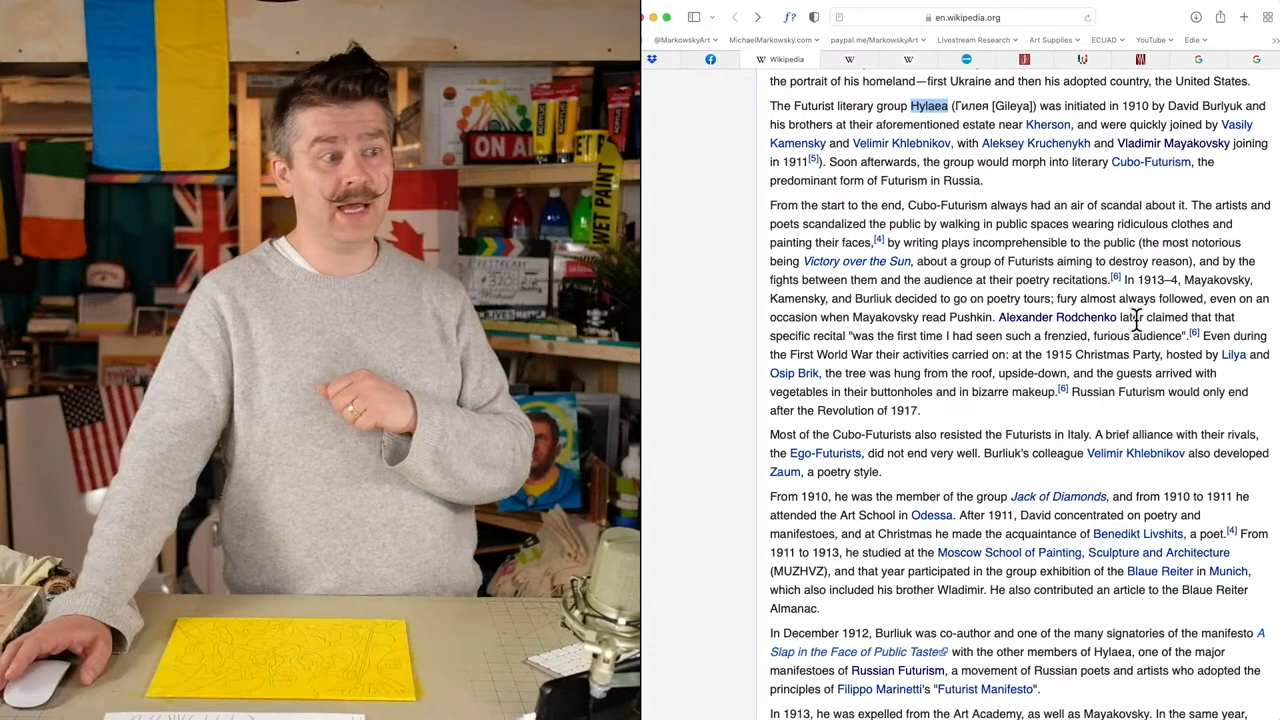 en.wikipedia.org
@MarkowskyArt MichaelMarkowsky.com paypal.me/MarkowskyArt Livestream Research Art Supplies ECUAD YouTube Edie
Wikipedia
the portrait of his homeland—first Ukraine and then his adopted country, the United States.
The Futurist literary group Hylaea (Гилея [Gileya]) was initiated in 1910 by David Burlyuk and
his brothers at their aforementioned estate near Kherson, and were quickly joined by Vasily
Kamensky and Velimir Khlebnikov, with Aleksey Kruchenykh and Vladimir Mayakovsky joining
in 1911[5]). Soon afterwards, the group would morph into literary Cubo-Futurism, the
predominant form of Futurism in Russia.
From the start to the end, Cubo-Futurism always had an air of scandal about it. The artists and
poets scandalized the public by walking in public spaces wearing ridiculous clothes and
painting their faces,[4] by writing plays incomprehensible to the public (the most notorious
being Victory over the Sun, about a group of Futurists aiming to destroy reason), and by the
fights between them and the audience at their poetry recitations.[6] In 1913–4, Mayakovsky,
Kamensky, and Burliuk decided to go on poetry tours; fury almost always followed, even on an
occasion when Mayakovsky read Pushkin. Alexander Rodchenko later claimed that that
specific recital "was the first time I had seen such a frenzied, furious audience".[6] Even during
the First World War their activities carried on: at the 1915 Christmas Party, hosted by Lilya and
Osip Brik, the tree was hung from the roof, upside-down, and the guests arrived with
vegetables in their buttonholes and in bizarre makeup.[6] Russian Futurism would only end
after the Revolution of 1917.
Most of the Cubo-Futurists also resisted the Futurists in Italy. A brief alliance with their rivals,
the Ego-Futurists, did not end very well. Burliuk's colleague Velimir Khlebnikov also developed
Zaum, a poetry style.
From 1910, he was the member of the group Jack of Diamonds, and from 1910 to 1911 he
attended the Art School in Odessa. After 1911, David concentrated on poetry and
manifestoes, and at Christmas he made the acquaintance of Benedikt Livshits, a poet.[4] From
1911 to 1913, he studied at the Moscow School of Painting, Sculpture and Architecture
(MUZHVZ), and that year participated in the group exhibition of the Blaue Reiter in Munich,
which also included his brother Wladimir. He also contributed an article to the Blaue Reiter
Almanac.
In December 1912, Burliuk was co-author and one of the many signatories of the manifesto A
Slap in the Face of Public Taste with the other members of Hylaea, one of the major
manifestoes of Russian Futurism, a movement of Russian poets and artists who adopted the
principles of Filippo Marinetti's "Futurist Manifesto".
In 1913, he was expelled from the Art Academy, as well as Mayakovsky. In the same year,
ON AIR
WET PAINT